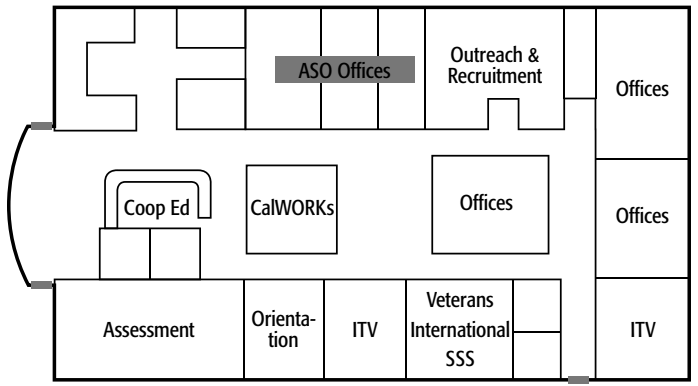 ASO Offices
Outreach &
Recruitment
Offices
Coop Ed
CalWORKs
Offices
Offices
Assessment
Orienta-
tion
ITV
Veterans
International
SSS
ITV